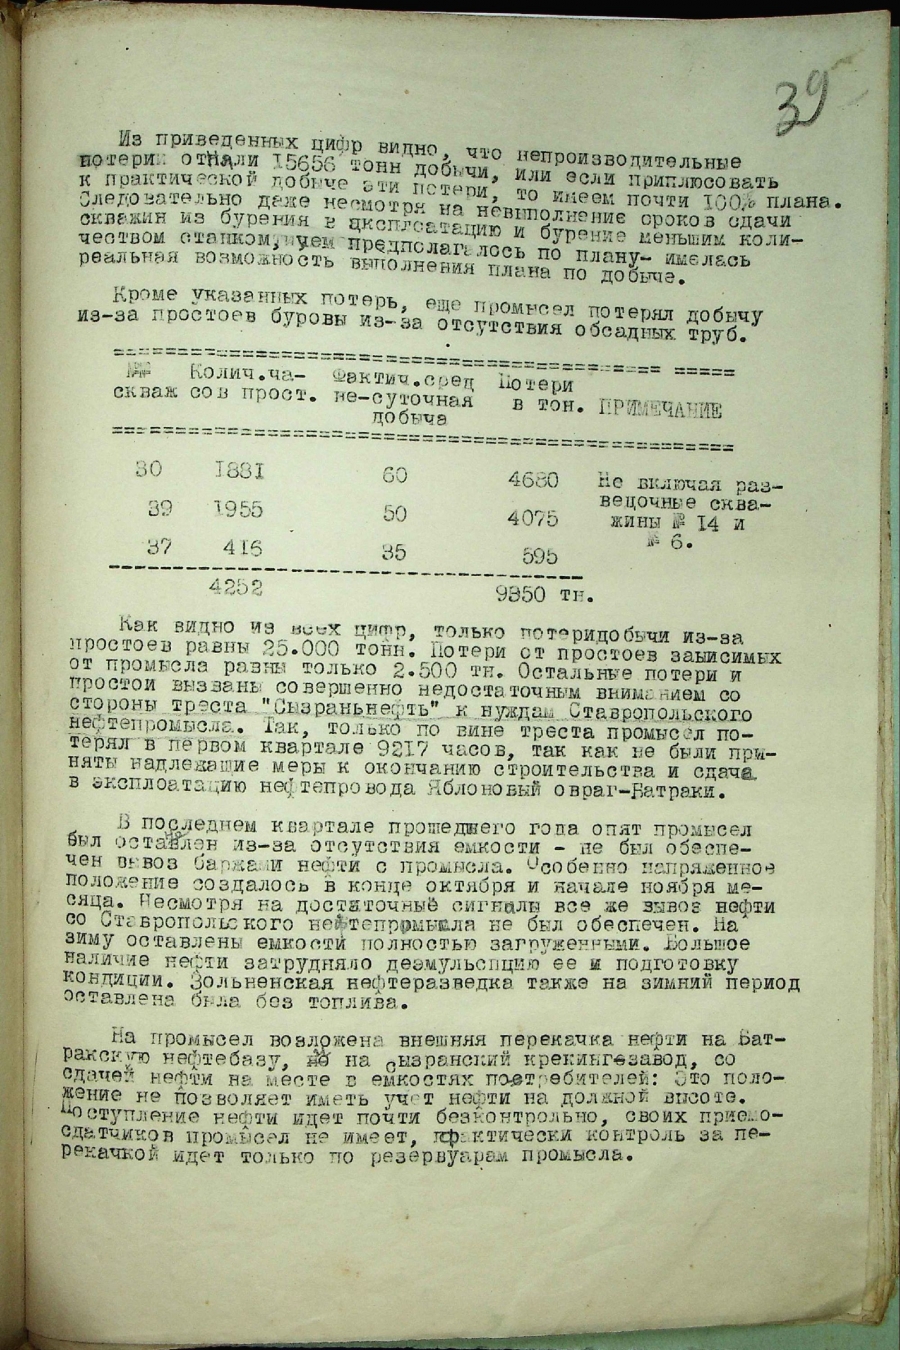 39
Из приведенных цифр видно, что непроизводительные
потери отняли 15656 тонн добычи, или если приплюсовать
к практической добыче эти потери, то имеем почти 100% плана.
Следовательно даже несмотря на невыполнение сроков сдачи
скважин из бурения в эксплоатацию и бурение меньшим коли-
чеством станком, чем предполагалось по плану- имелась
реальная возможность выполнения плана по добыче.
Кроме указанных потерь, еще промысел потерял добычу
из-за простоев буровы из-за отсутствия обсадных труб.
№№ Колич.ча- Фактич.сред Потери
скваж сов прост. не-суточная в тон. ПРИМЕЧАНИЕ
добыча
30 1881 60 4680 Не включая раз-
ведочные сква-
39 1955 50 4075 жины № 14 и
№ 6.
37 416 35 595
4252 9350 тн.
Как видно из всех цифр, только потеридобычи из-за
простоев равны 25.000 тонн. Потери от простоев зависимых
от промысла равны только 2.500 тн. Остальные потери и
простои вызваны совершенно недостаточным вниманием со
стороны треста "Сызраньнефть" к нуждам Ставропольского
нефтепромысла. Так, только по вине треста промысел по-
терял в первом квартале 9217 часов, так как не были при-
няты надлежащие меры к окончанию строительства и сдача
в эксплоатацию нефтепровода Яблоновый овраг-Батраки.
В последнем квартале прошедшего года опят промысел
был оставлен из-за отсутствия емкости - не был обеспе-
чен вывоз баржами нефти с промысла. Особенно напряженное
положение создалось в конце октября и начале ноября ме-
сяца. Несмотря на достаточные сигналы все же вывоз нефти
со Ставропольского нефтепромысла не был обеспечен. На
зиму оставлены емкости полностью загруженными. Большое
наличие нефти затрудняло деэмульсацию ее и подготовку
кондиции. Зольненская нефтеразведка также на зимний период
оставлена была без топлива.
На промысел возложена внешняя перекачка нефти на Бат-
ракскую нефтебазу, на Сызранский крекингзавод, со
сдачей нефти на месте в емкостях потребителей: Это поло-
жение не позволяет иметь учет нефти на должной высоте.
Поступление нефти идет почти безконтрольно, своих приемо-
сдатчиков промысел не имеет, фактически контроль за пе-
рекачкой идет только по резервуарам промысла.